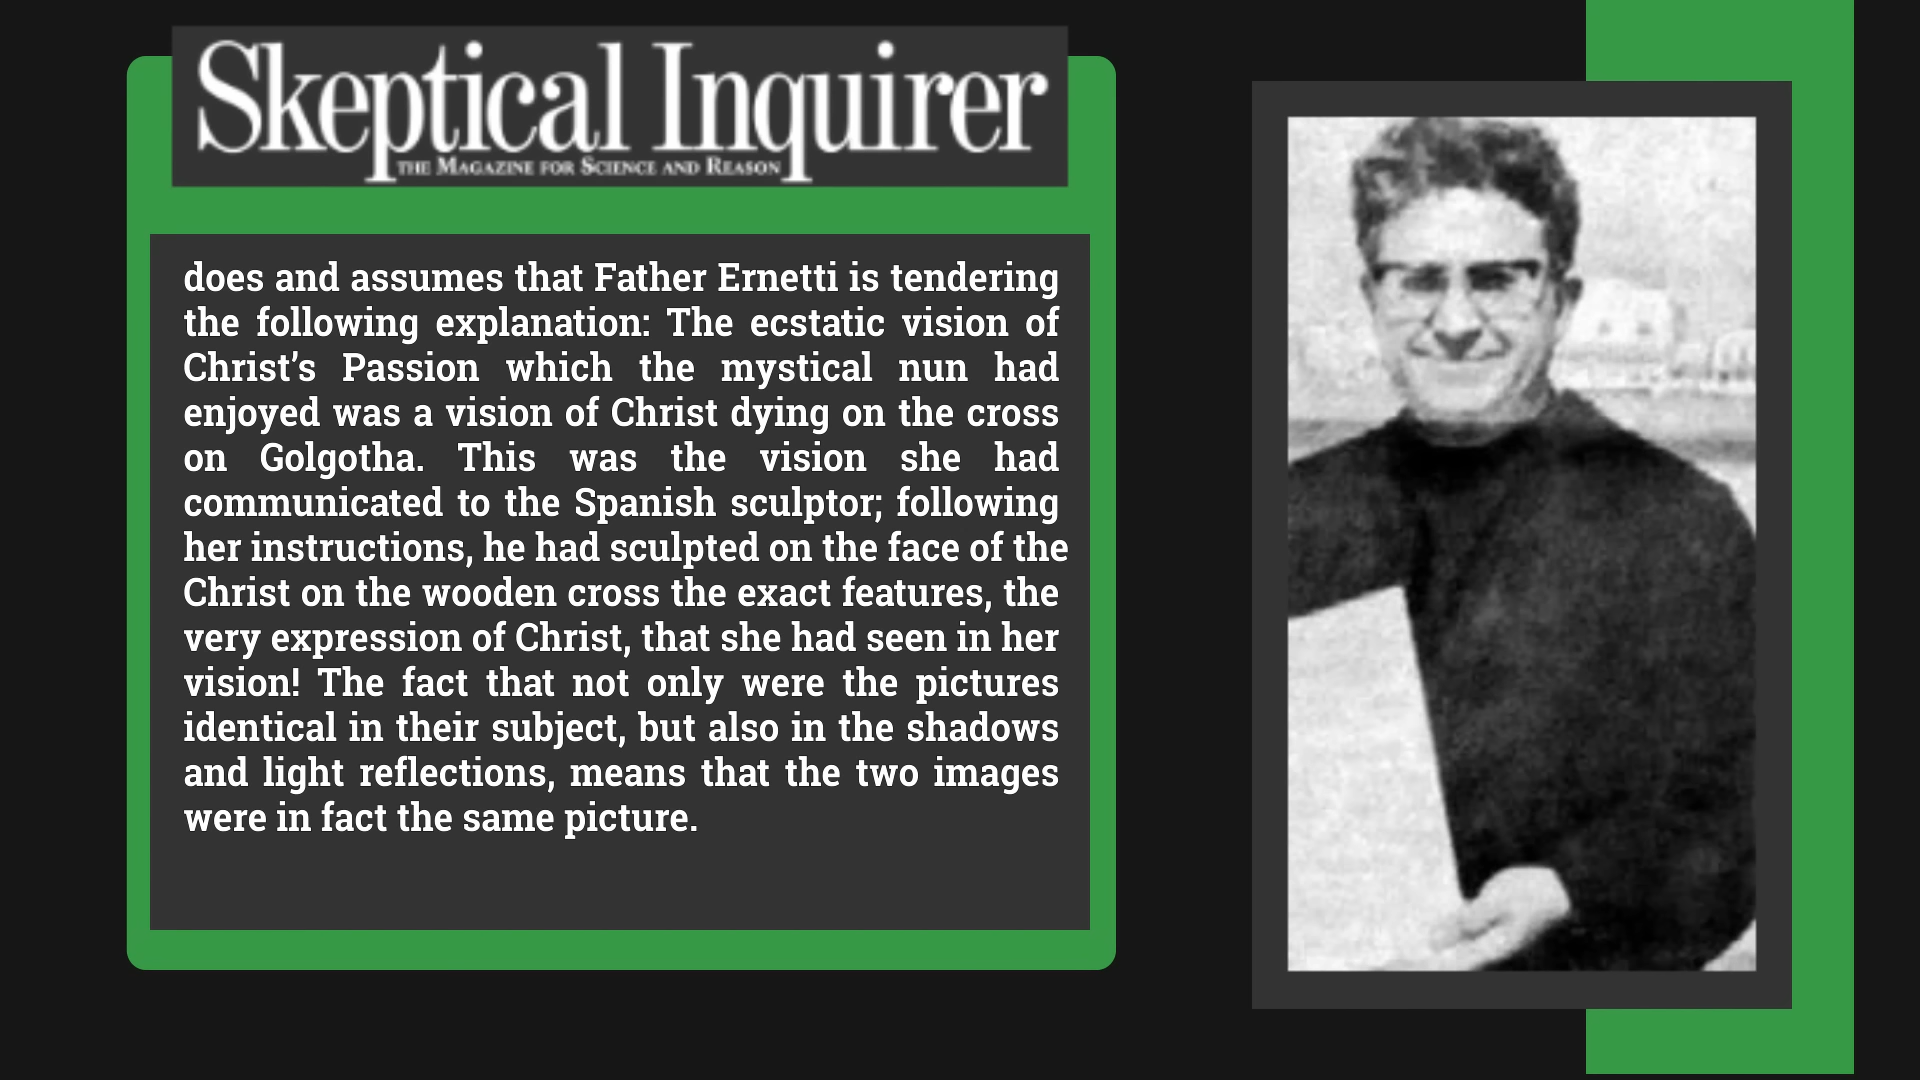 Skeptical Inquirer
THE MAGAZINE FOR SCIENCE AND REASON
does and assumes that Father Ernetti is tendering
the following explanation: The ecstatic vision of
Christ’s Passion which the mystical nun had
enjoyed was a vision of Christ dying on the cross
on Golgotha. This was the vision she had
communicated to the Spanish sculptor; following
her instructions, he had sculpted on the face of the
Christ on the wooden cross the exact features, the
very expression of Christ, that she had seen in her
vision! The fact that not only were the pictures
identical in their subject, but also in the shadows
and light reflections, means that the two images
were in fact the same picture.